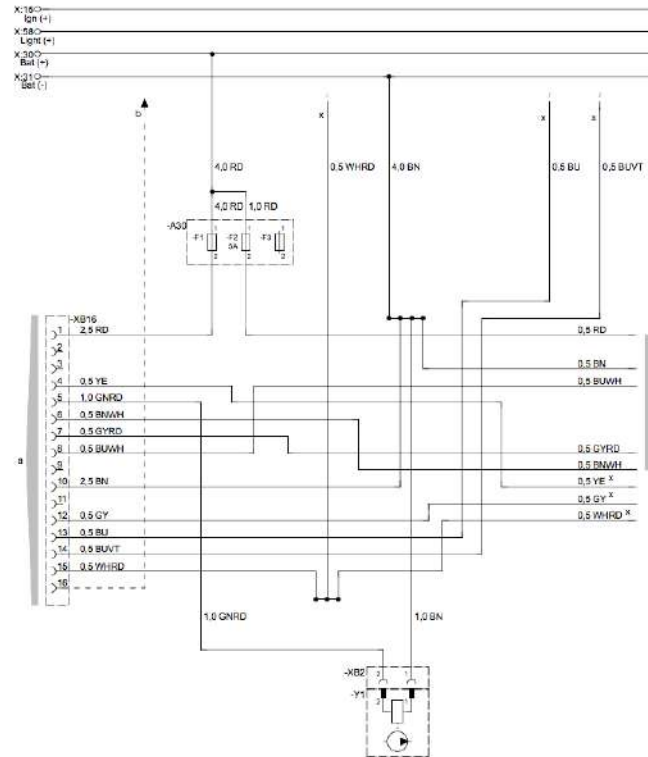 X:15
Ign (+)
X:58
Light (+)
X:30
Bat (+)
X:31
Bat (-)
b
x
x
x
4,0 RD
0,5 WHRD
4,0 BN
0,5 BU
0,5 BUVT
4,0 RD
1,0 RD
-A30
-F1
1
2
-F2
5A
1
2
-F3
1
2
-XB16
1
2,5 RD
0,5 RD
2
3
0,5 BN
4
0,5 YE
0,5 BUWH
5
1,0 GNRD
6
0,5 BNWH
7
0,5 GYRD
8
0,5 BUWH
0,5 GYRD
a
9
0,5 BNWH
10
2,5 BN
0,5 YE x
11
0,5 GY x
12
0,5 GY
0,5 WHRD x
13
0,5 BU
14
0,5 BUVT
15
0,5 WHRD
16
1,0 GNRD
1,0 BN
-XB2
2
1
-Y1
2
1